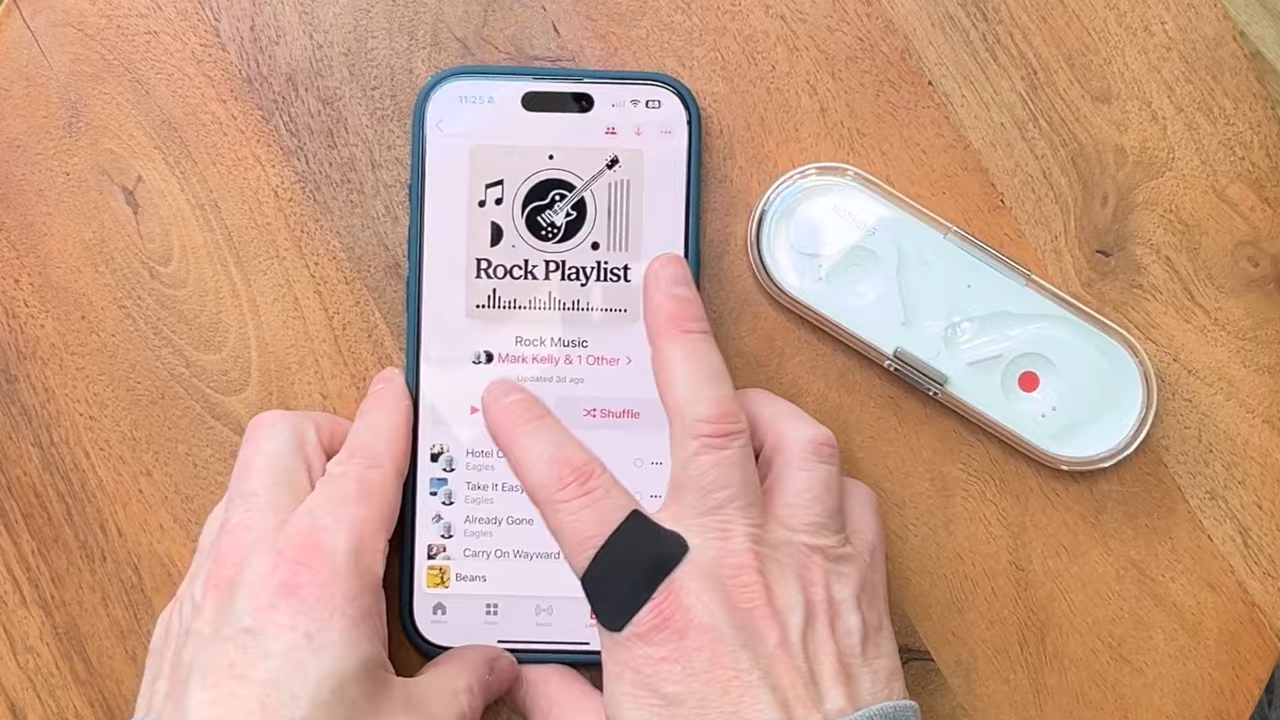 11:25
88
Rock Playlist
Rock Music
Mark Kelly & 1 Other >
Updated 3d ago
Shuffle
Hotel
Eagles
Take It Easy
Eagles
Already Gone
Eagles
Carry On Wayward
Beans